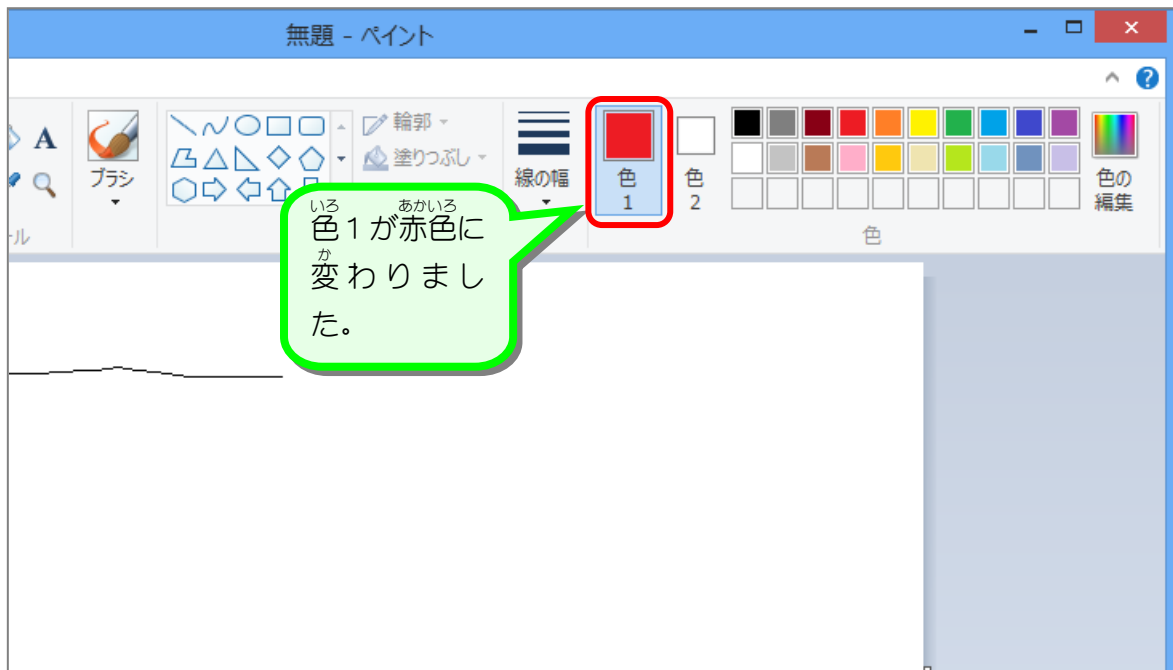 無題 - ペイント
A
ブラシ
輪郭
塗りつぶし
線の幅
色
1
色
2
色の
編集
ール
色
いろ あかいろ
色1が赤色に
か
変わりまし
た。